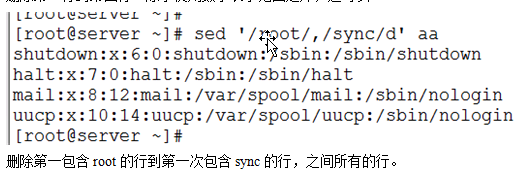 [root@server ~]#
[root@server ~]# sed '/root/,/sync/d' aa
shutdown:x:6:0:shutdown:/sbin:/sbin/shutdown
halt:x:7:0:halt:/sbin:/sbin/halt
mail:x:8:12:mail:/var/spool/mail:/sbin/nologin
uucp:x:10:14:uucp:/var/spool/uucp:/sbin/nologin
[root@server ~]#
删除第一包含 root 的行到第一次包含 sync 的行，之间所有的行。